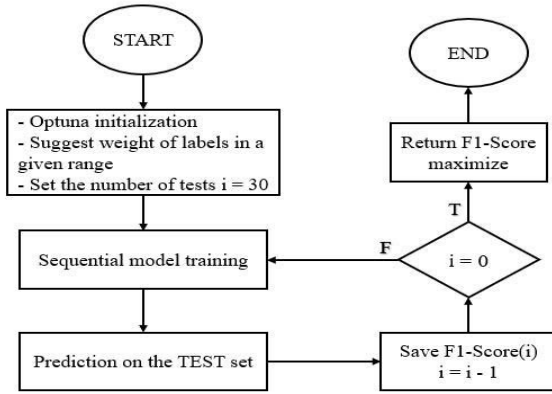 START
- Optuna initialization
- Suggest weight of labels in a
given range
- Set the number of tests i = 30
Sequential model training
Prediction on the TEST set
Save F1-Score(i)
i = i - 1
i = 0
F
T
Return F1-Score
maximize
END